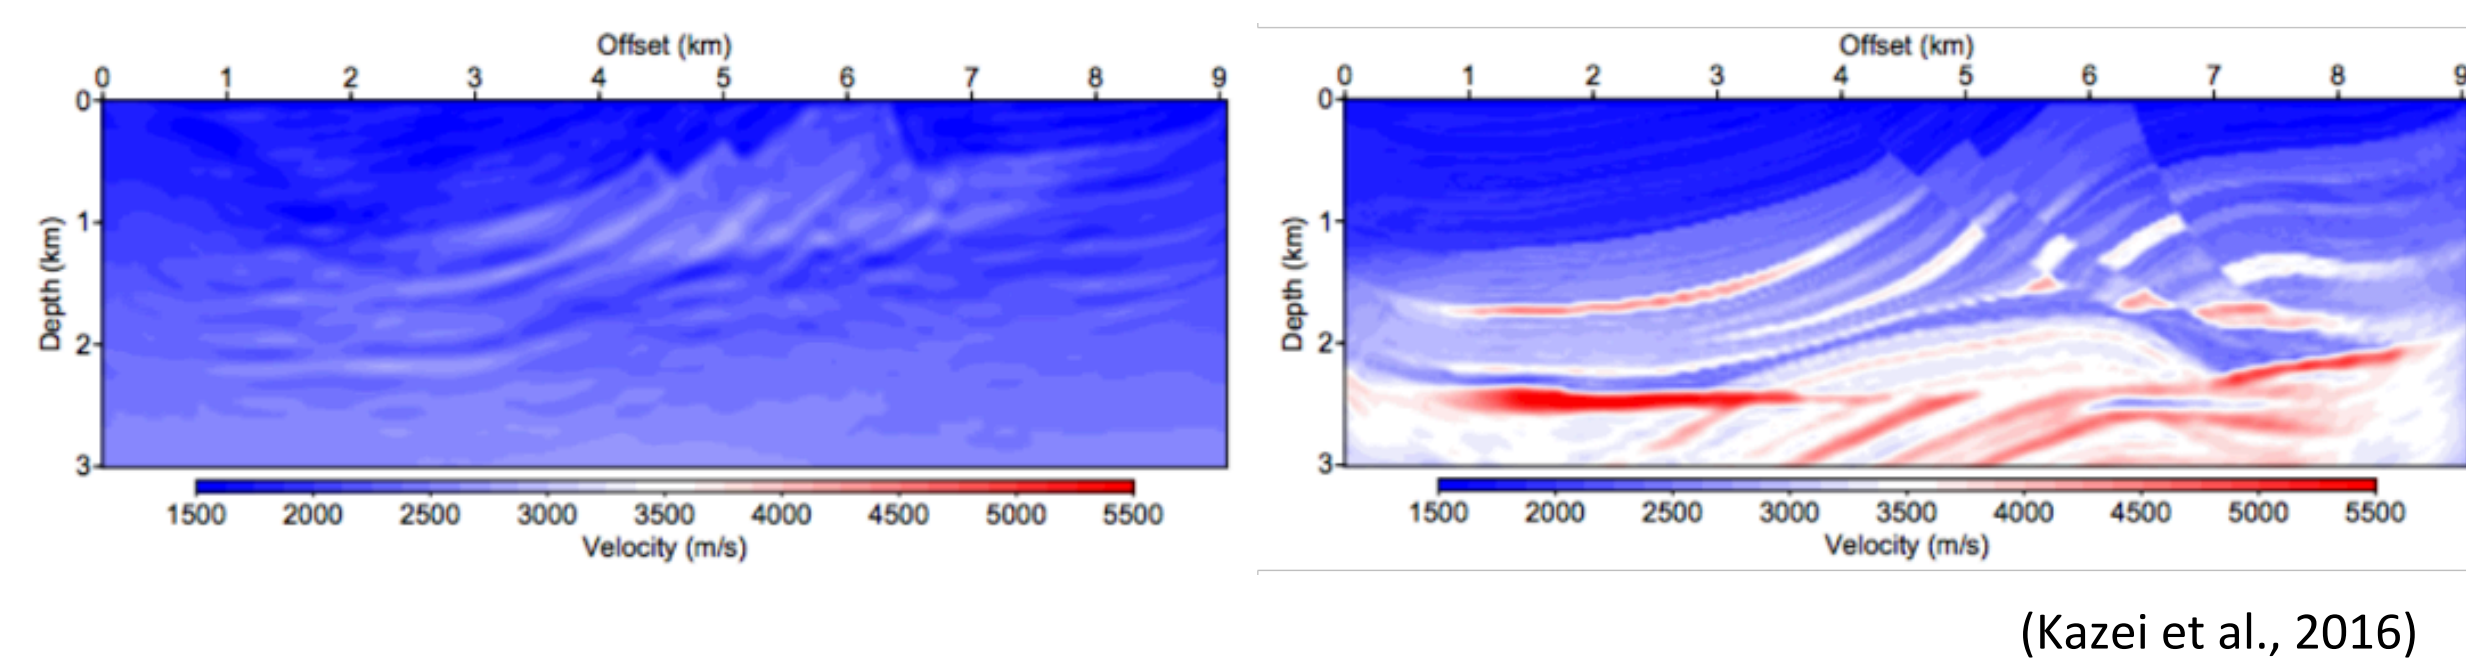 Offset (km)
0 1 2 3 4 5 6 7 8 9
0
1
2
3
Depth (km)
1500 2000 2500 3000 3500 4000 4500 5000 5500
Velocity (m/s)
Offset (km)
0 1 2 3 4 5 6 7 8 9
0
1
2
3
Depth (km)
1500 2000 2500 3000 3500 4000 4500 5000 5500
Velocity (m/s)
(Kazei et al., 2016)